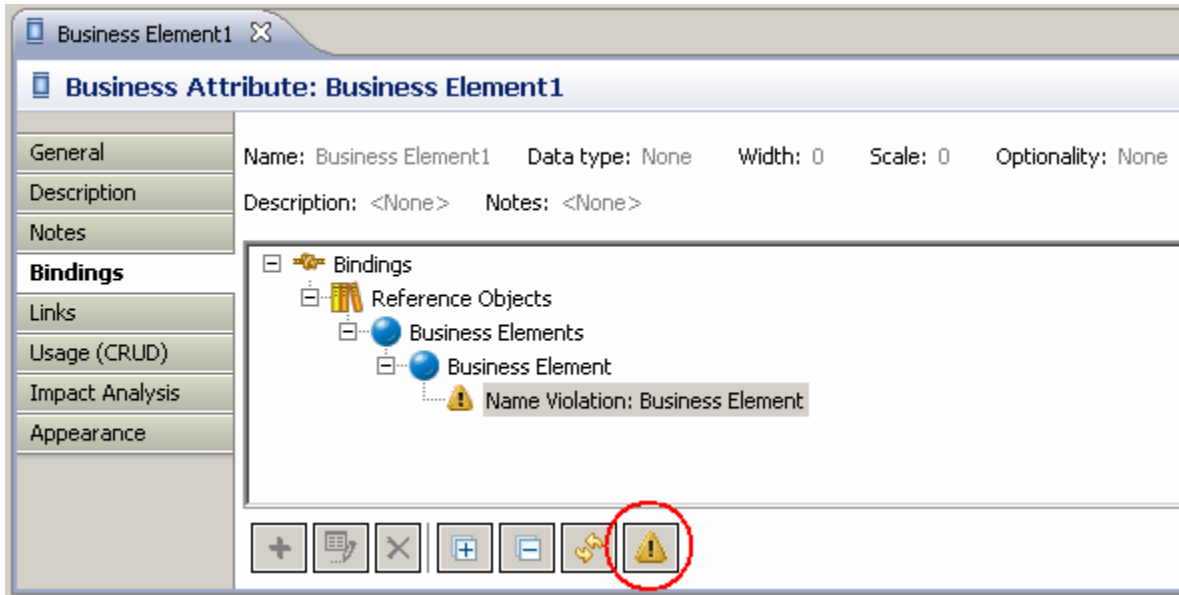 Business Element1
Business Attribute: Business Element1
General
Description
Notes
Bindings
Links
Usage (CRUD)
Impact Analysis
Appearance
Name: Business Element1 Data type: None Width: 0 Scale: 0 Optionality: None
Description: <None> Notes: <None>
Bindings
Reference Objects
Business Elements
Business Element
Name Violation: Business Element